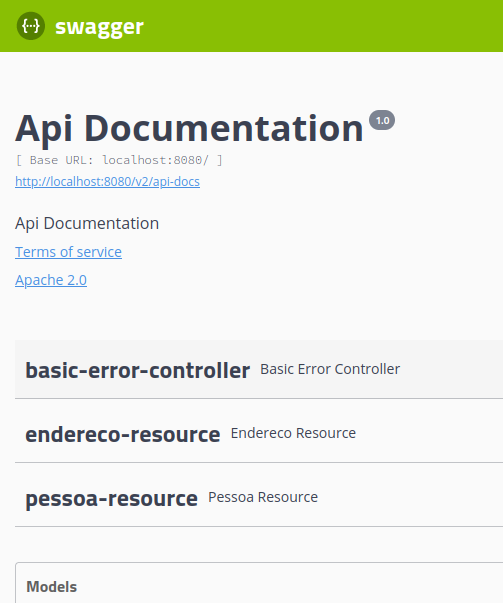 {···} swagger
Api Documentation 1.0
[ Base URL: localhost:8080/ ]
http://localhost:8080/v2/api-docs
Api Documentation
Terms of service
Apache 2.0
basic-error-controller Basic Error Controller
endereco-resource Endereco Resource
pessoa-resource Pessoa Resource
Models